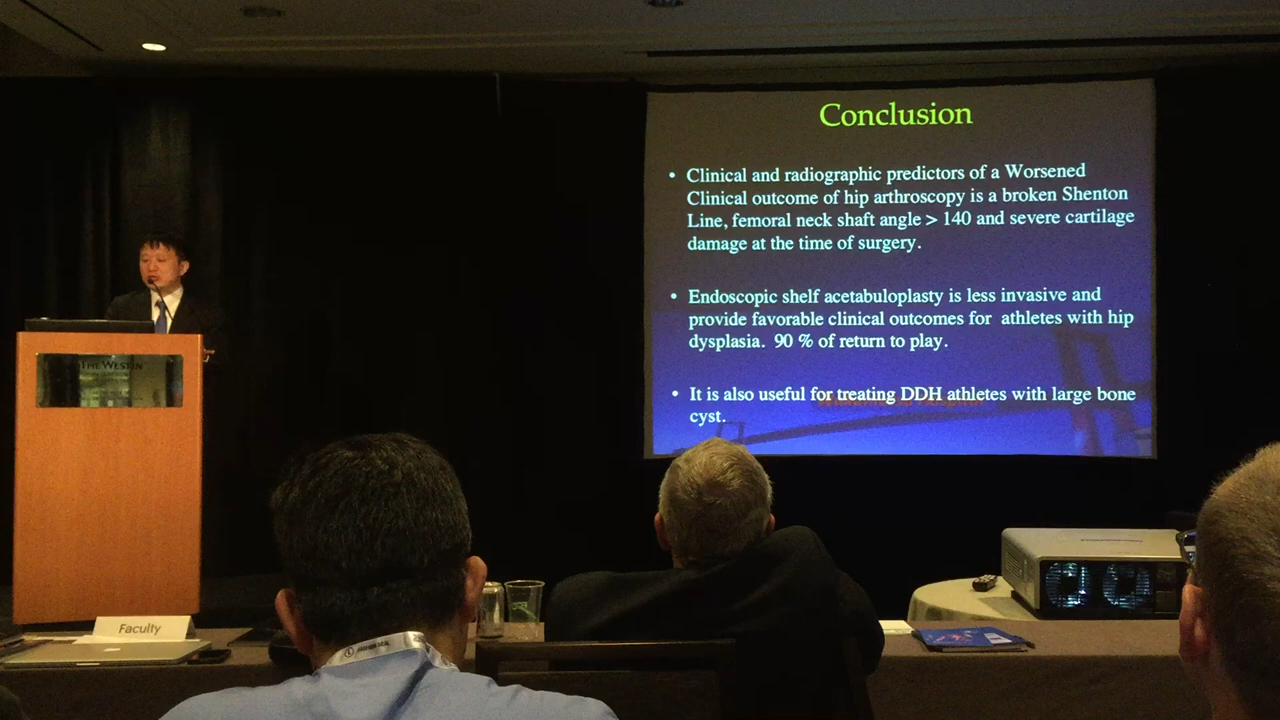 Conclusion
• Clinical and radiographic predictors of a Worsened
Clinical outcome of hip arthroscopy is a broken Shenton
Line, femoral neck shaft angle > 140 and severe cartilage
damage at the time of surgery.
• Endoscopic shelf acetabuloplasty is less invasive and
provide favorable clinical outcomes for athletes with hip
dysplasia. 90 % of return to play.
• It is also useful for treating DDH athletes with large bone
cyst.
THE WESTIN
Faculty